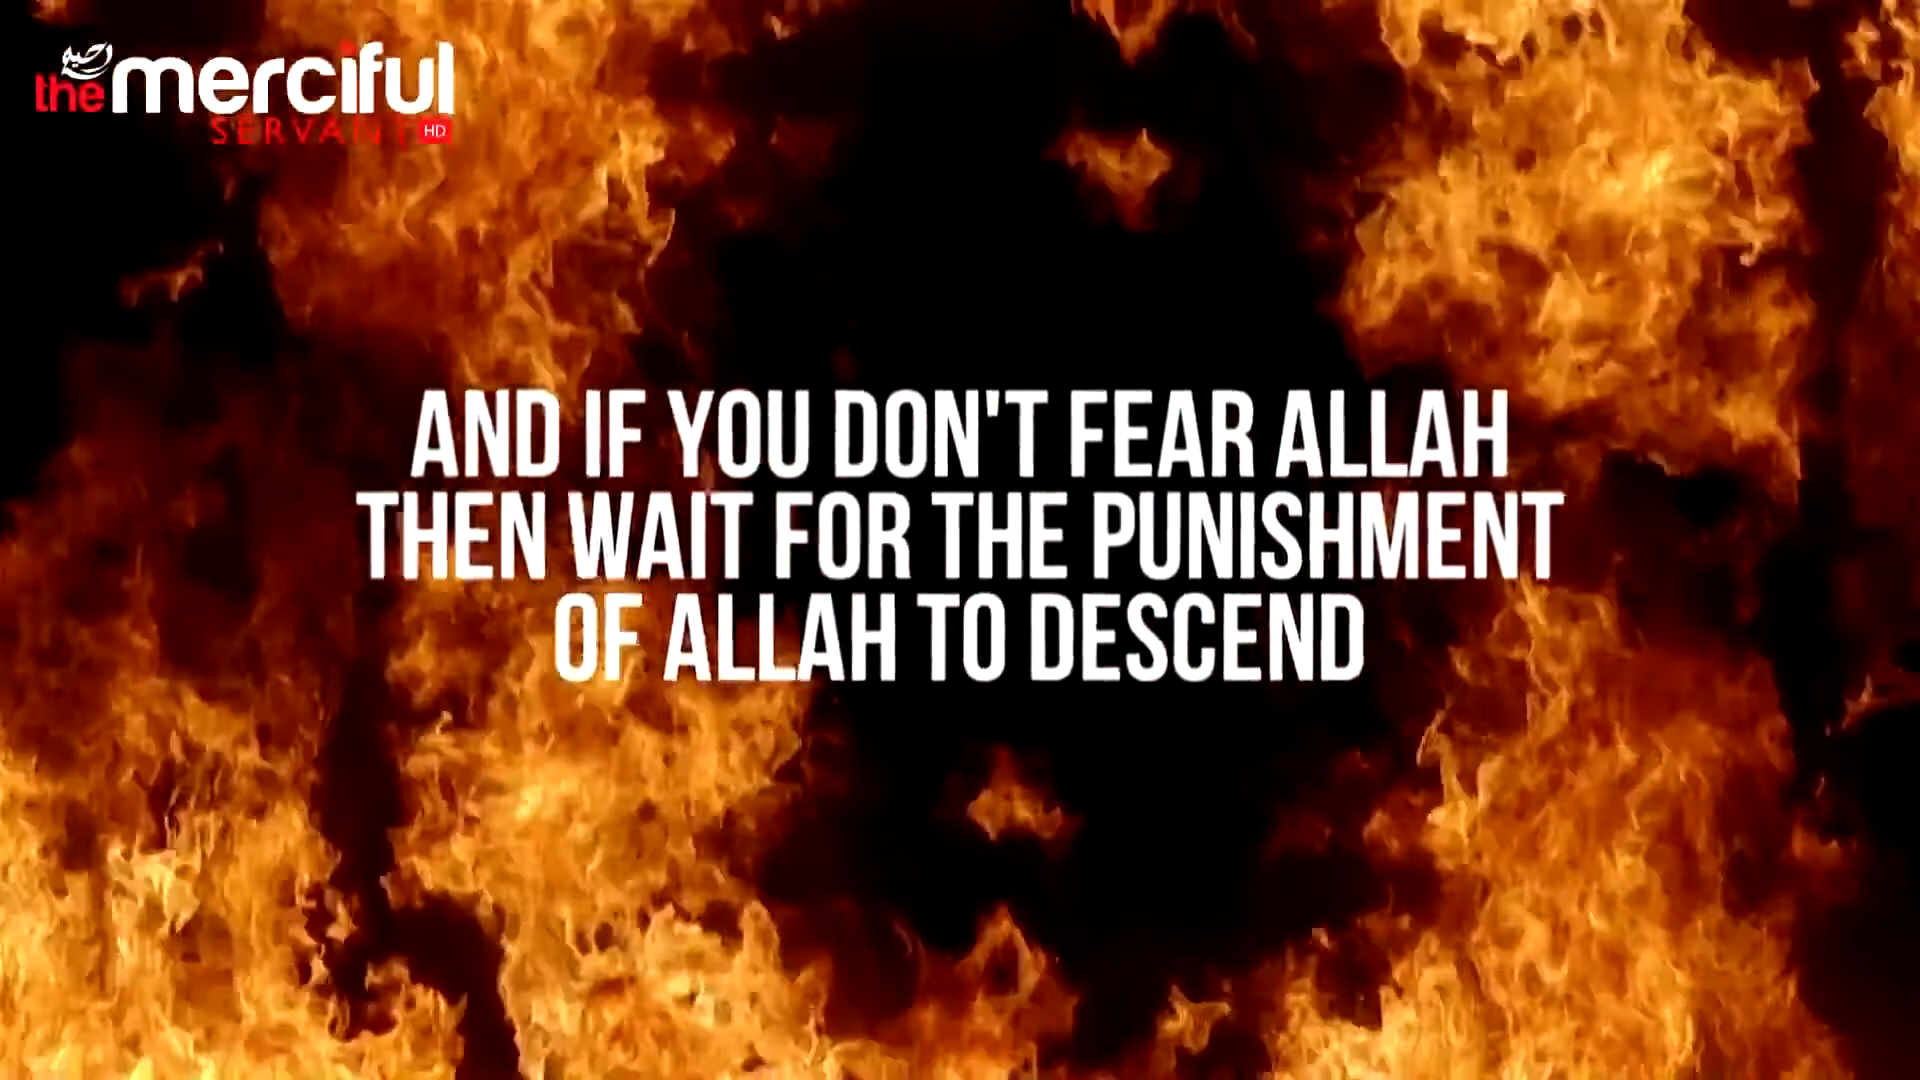 the merciful
SERVANT HD
AND IF YOU DON'T FEAR ALLAH
THEN WAIT FOR THE PUNISHMENT
OF ALLAH TO DESCEND